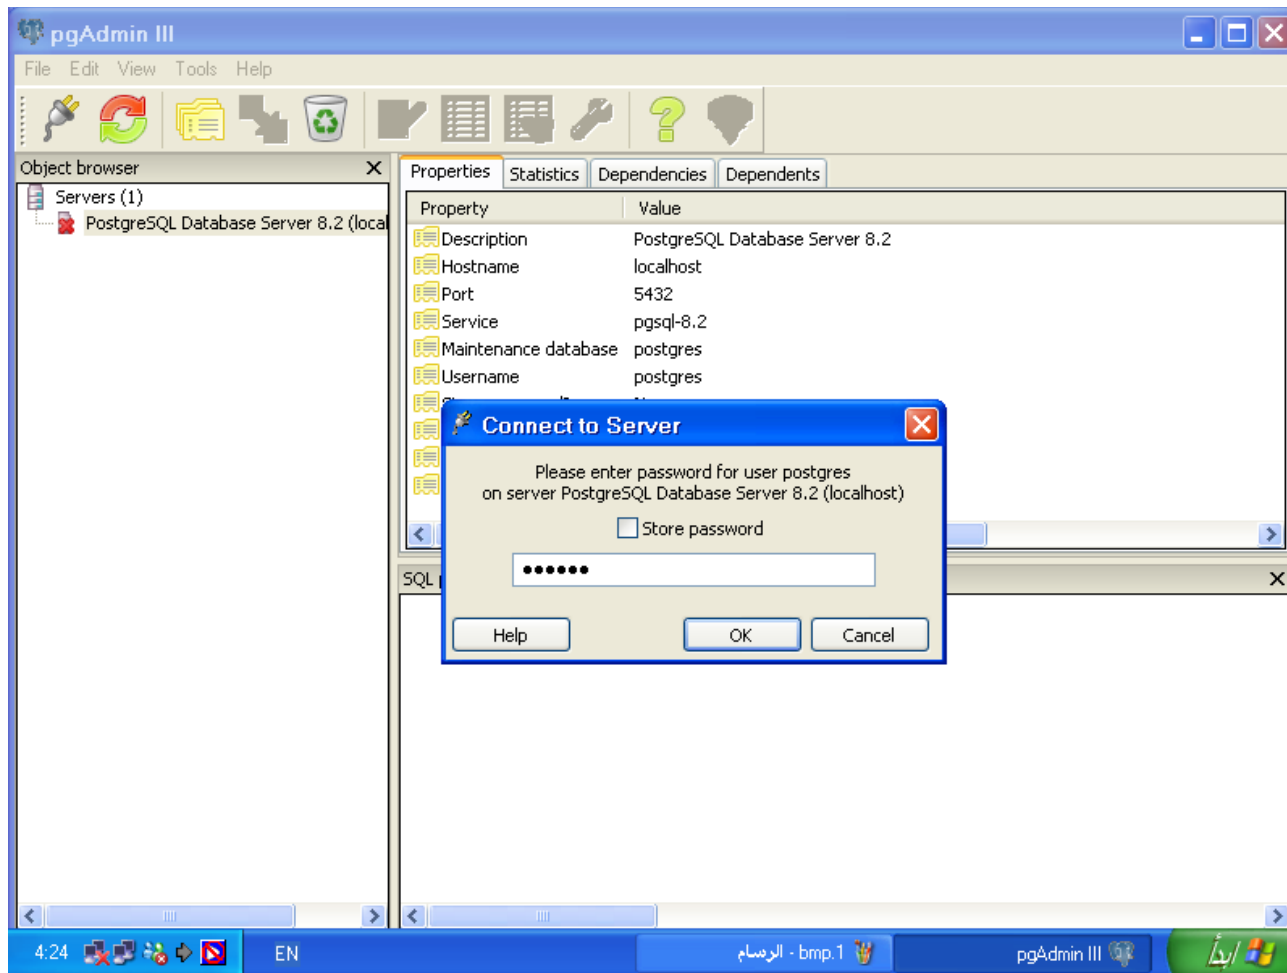 pgAdmin III
File Edit View Tools Help
Object browser
Servers (1)
PostgreSQL Database Server 8.2 (local
Properties Statistics Dependencies Dependents
Property Value
Description PostgreSQL Database Server 8.2
Hostname localhost
Port 5432
Service pgsql-8.2
Maintenance database postgres
Username postgres
Connect to Server
Please enter password for user postgres
on server PostgreSQL Database Server 8.2 (localhost)
Store password
••••••
Help OK Cancel
SQL
4:24 EN الرسام - bmp.1 pgAdmin III ابدأ